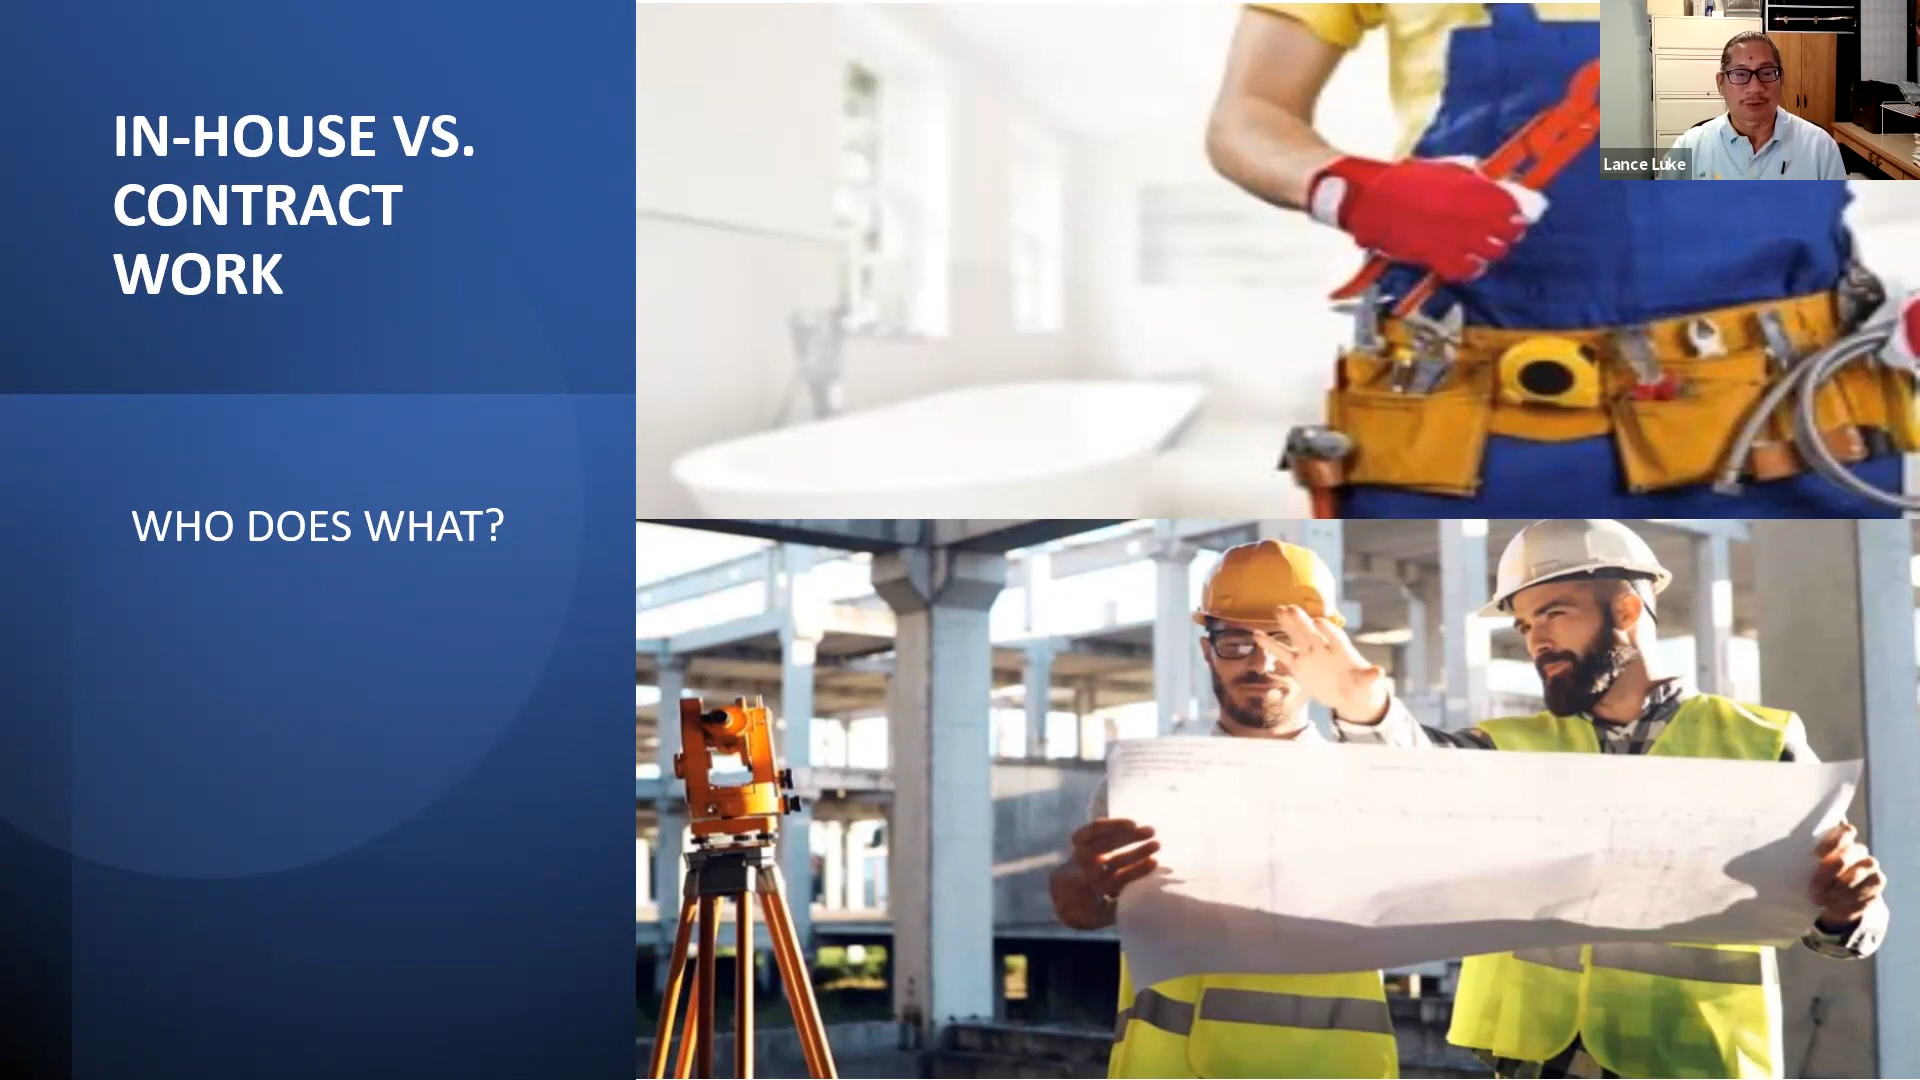 IN-HOUSE VS.
CONTRACT
WORK
WHO DOES WHAT?
Lance Luke